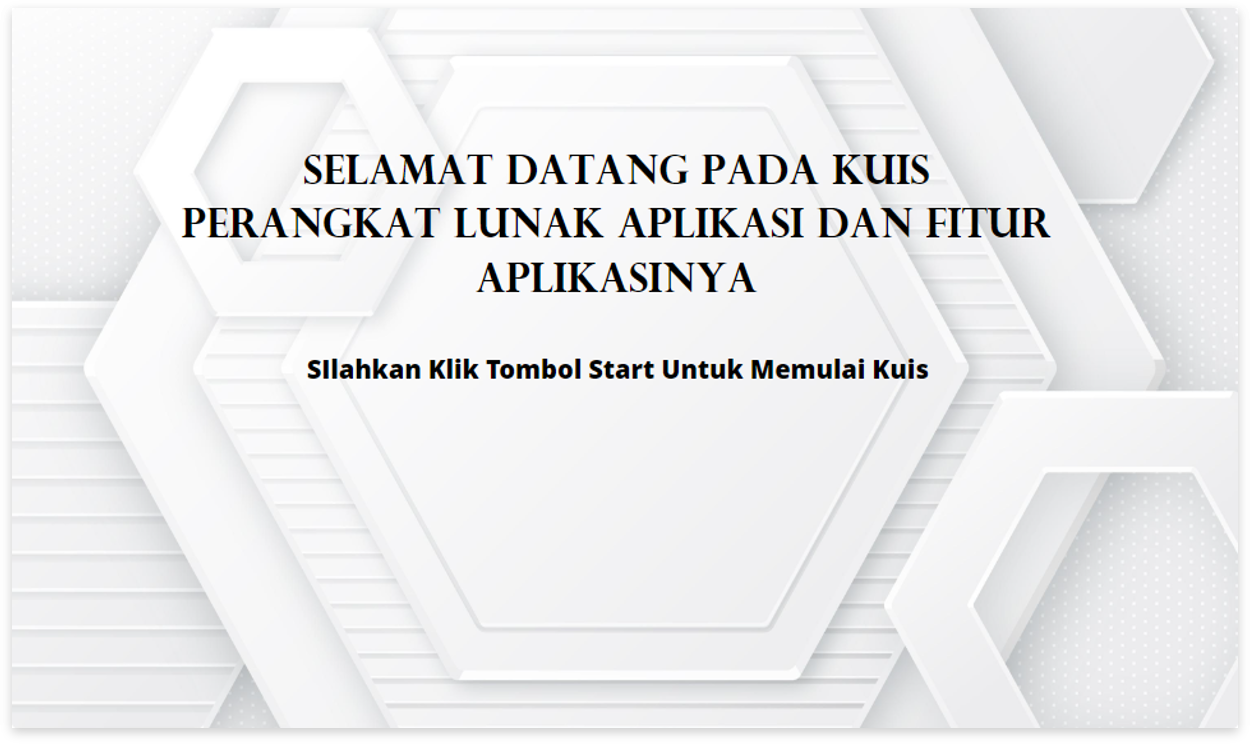 SELAMAT DATANG PADA KUIS
PERANGKAT LUNAK APLIKASI DAN FITUR
APLIKASINYA
SIlahkan Klik Tombol Start Untuk Memulai Kuis